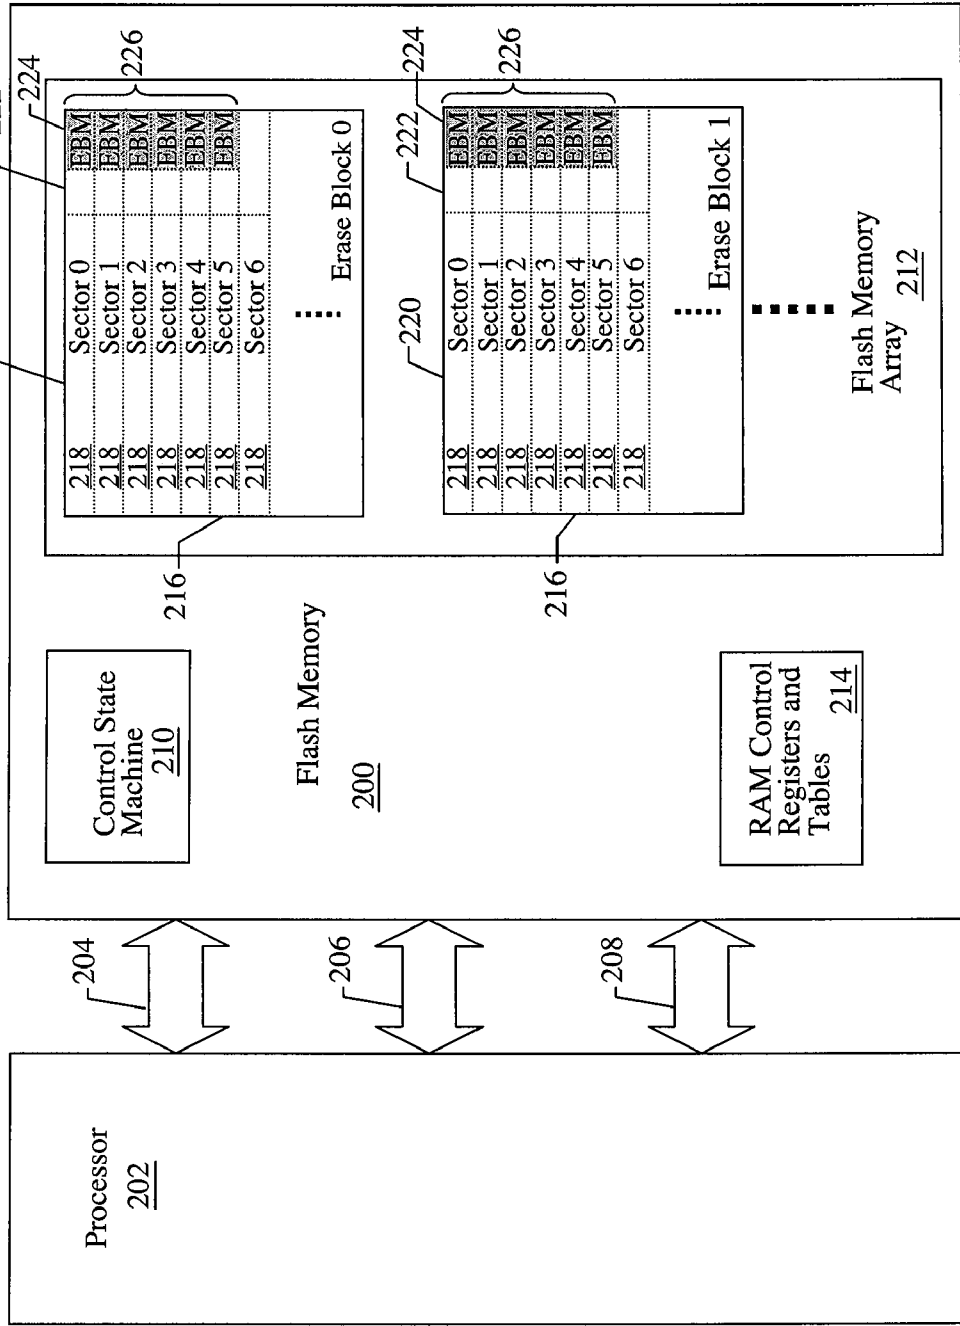 Processor
202
204
206
208
Flash Memory
200
Control State
Machine
210
RAM Control
Registers and
Tables
214
216
218 Sector 0 EBM
218 Sector 1 EBM
218 Sector 2 EBM
218 Sector 3 EBM
218 Sector 4 EBM
218 Sector 5 EBM
218 Sector 6
Erase Block 0
224
226
216
220
222
224
226
218 Sector 0 EBM
218 Sector 1 EBM
218 Sector 2 EBM
218 Sector 3 EBM
218 Sector 4 EBM
218 Sector 5 EBM
218 Sector 6
Erase Block 1
Flash Memory
Array
212